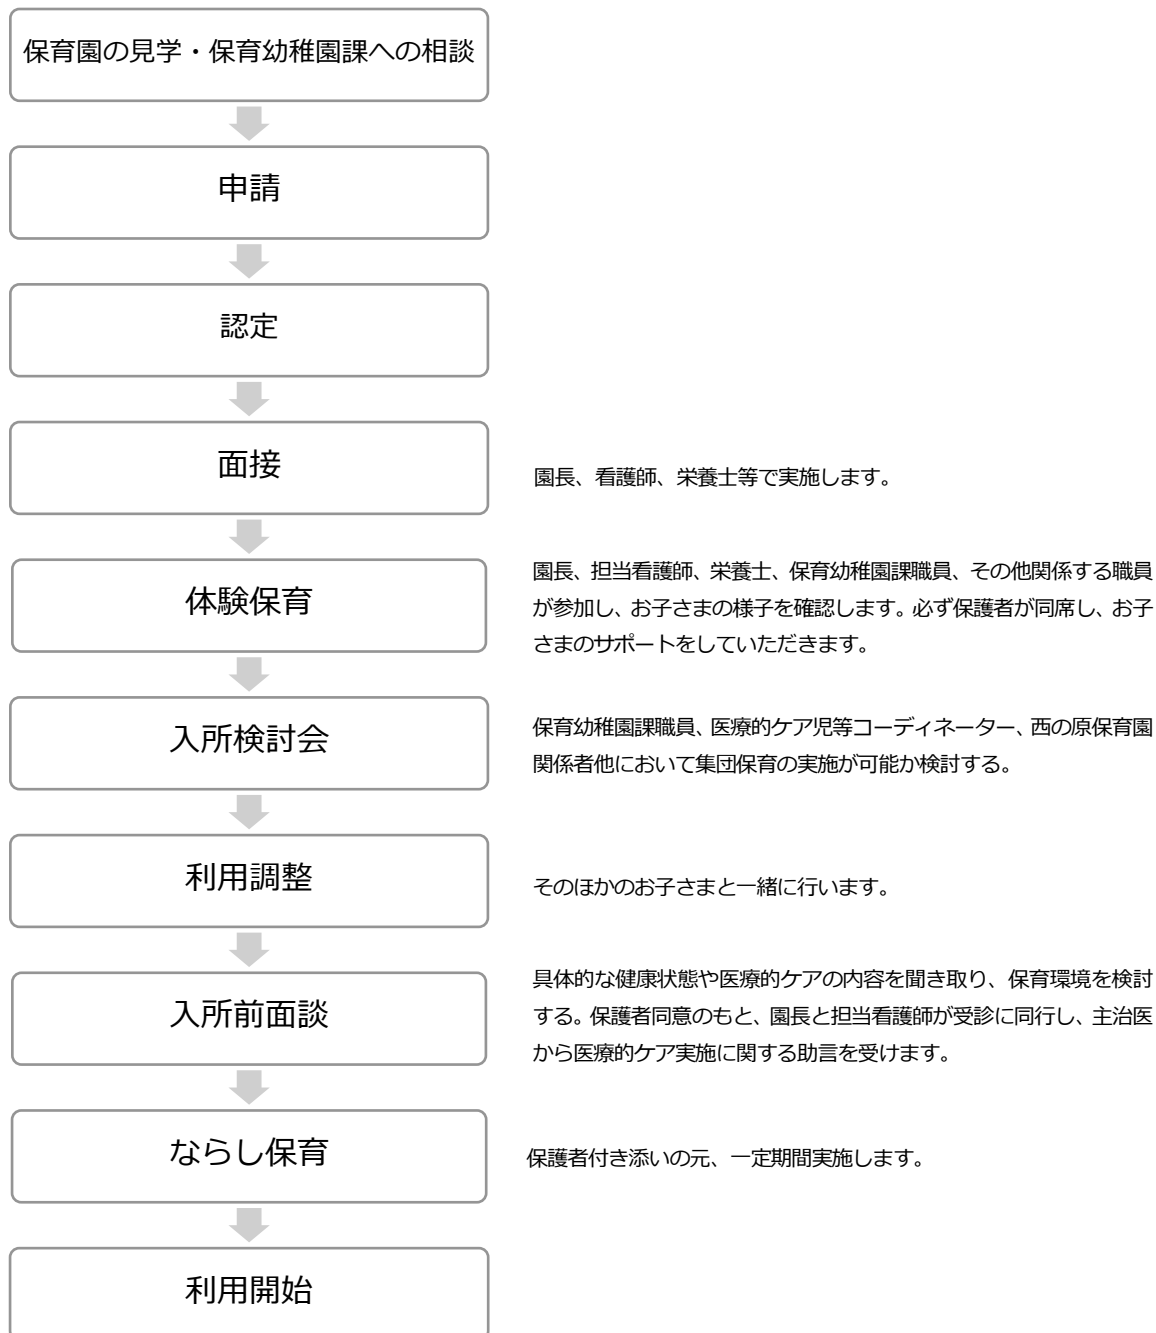 保育園の見学・保育幼稚園課への相談
申請
認定
面接
園長、看護師、栄養士等で実施します。
体験保育
園長、担当看護師、栄養士、保育幼稚園課職員、その他関係する職員
が参加し、お子さまの様子を確認します。必ず保護者が同席し、お子
さまのサポートをしていただきます。
入所検討会
保育幼稚園課職員、医療的ケア児等コーディネーター、西の原保育園
関係者他において集団保育の実施が可能か検討する。
利用調整
そのほかのお子さまと一緒に行います。
入所前面談
具体的な健康状態や医療的ケアの内容を聞き取り、保育環境を検討
する。保護者同意のもと、園長と担当看護師が受診に同行し、主治医
から医療的ケア実施に関する助言を受けます。
ならし保育
保護者付き添いの元、一定期間実施します。
利用開始